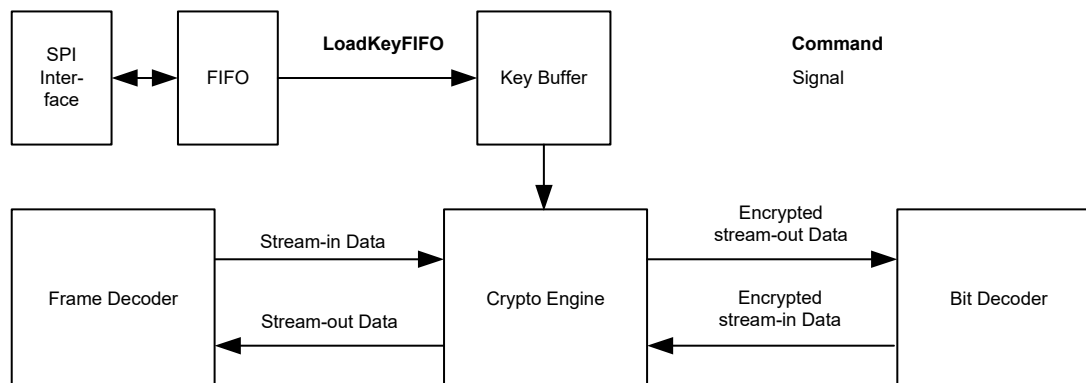 SPI
Inter-
face
FIFO
LoadKeyFIFO
Key Buffer
Command
Signal
Frame Decoder
Stream-in Data
Stream-out Data
Crypto Engine
Encrypted
stream-out Data
Encrypted
stream-in Data
Bit Decoder